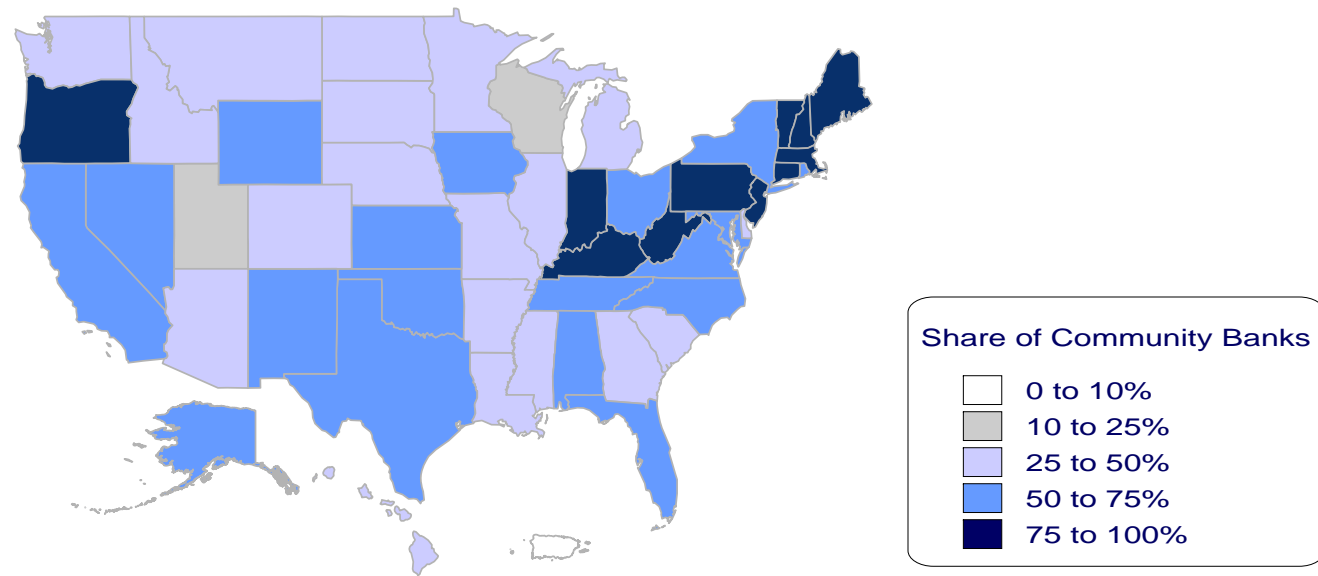 Share of Community Banks
0 to 10%
10 to 25%
25 to 50%
50 to 75%
75 to 100%